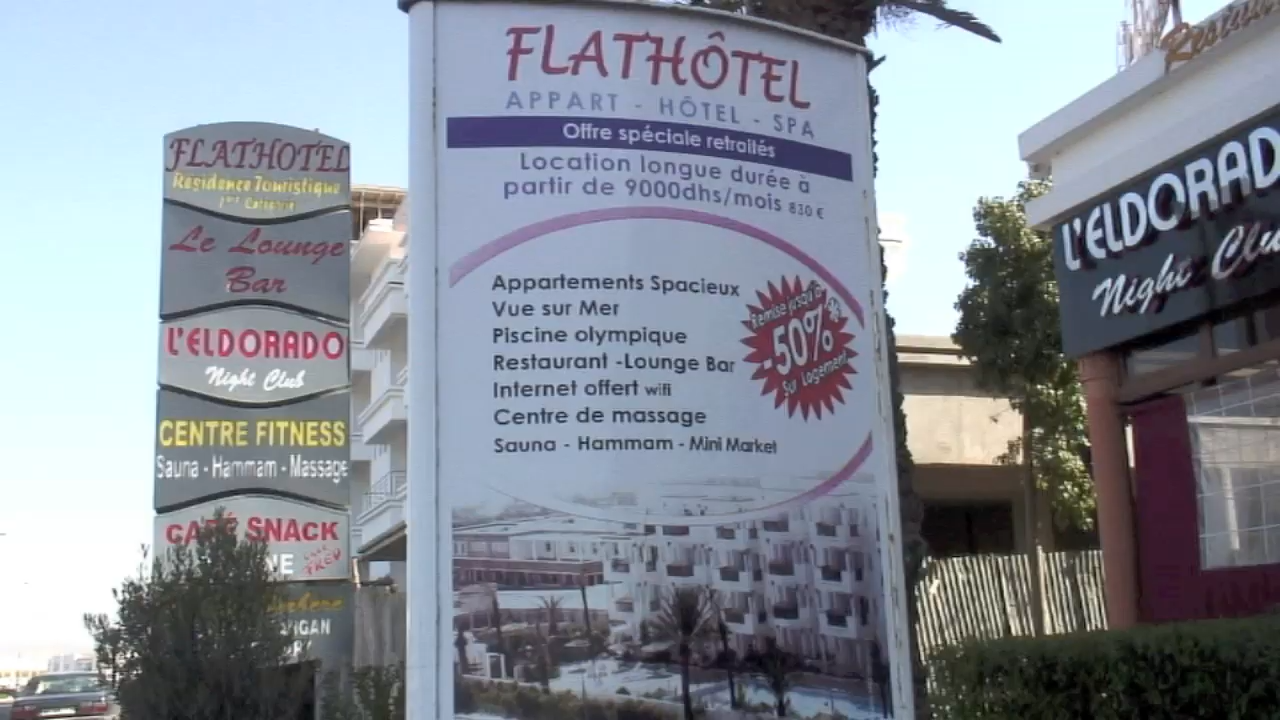 FLATHOTEL
Résidence Touristique
Le Lounge
Bar
L'ELDORADO
Night Club
CENTRE FITNESS
Sauna - Hammam - Massage
CAFÉ SNACK
FLATHÔTEL
APPART - HÔTEL - SPA
Offre spéciale retraités
Location longue durée à
partir de 9000dhs/mois 830 €
Appartements Spacieux
Vue sur Mer
Piscine olympique
Restaurant -Lounge Bar
Internet offert wifi
Centre de massage
Sauna - Hammam - Mini Market
Remise jusqu'à
-50%*
Sur Logement
L'ELDORAD
Night Clu